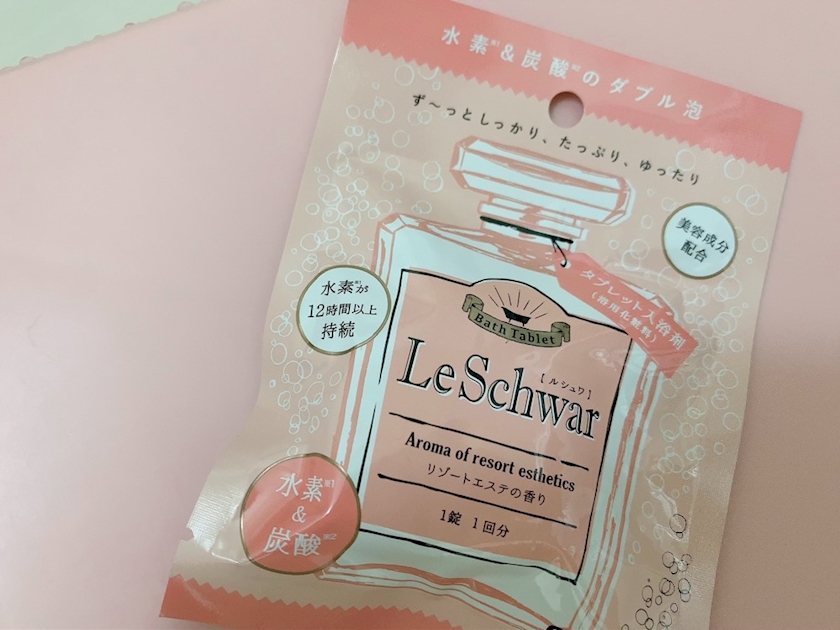 水素※1&炭酸※2のダブル泡
ず〜っとしっかり、たっぷり、ゆったり
美容成分
配合
タブレット入浴剤
(浴用化粧料)
水素※1が
12時間以上
持続
Bath Tablet
LeSchwar
[ルシュワ]
Aroma of resort esthetics
リゾートエステの香り
1錠 1回分
水素※1
&
炭酸※2